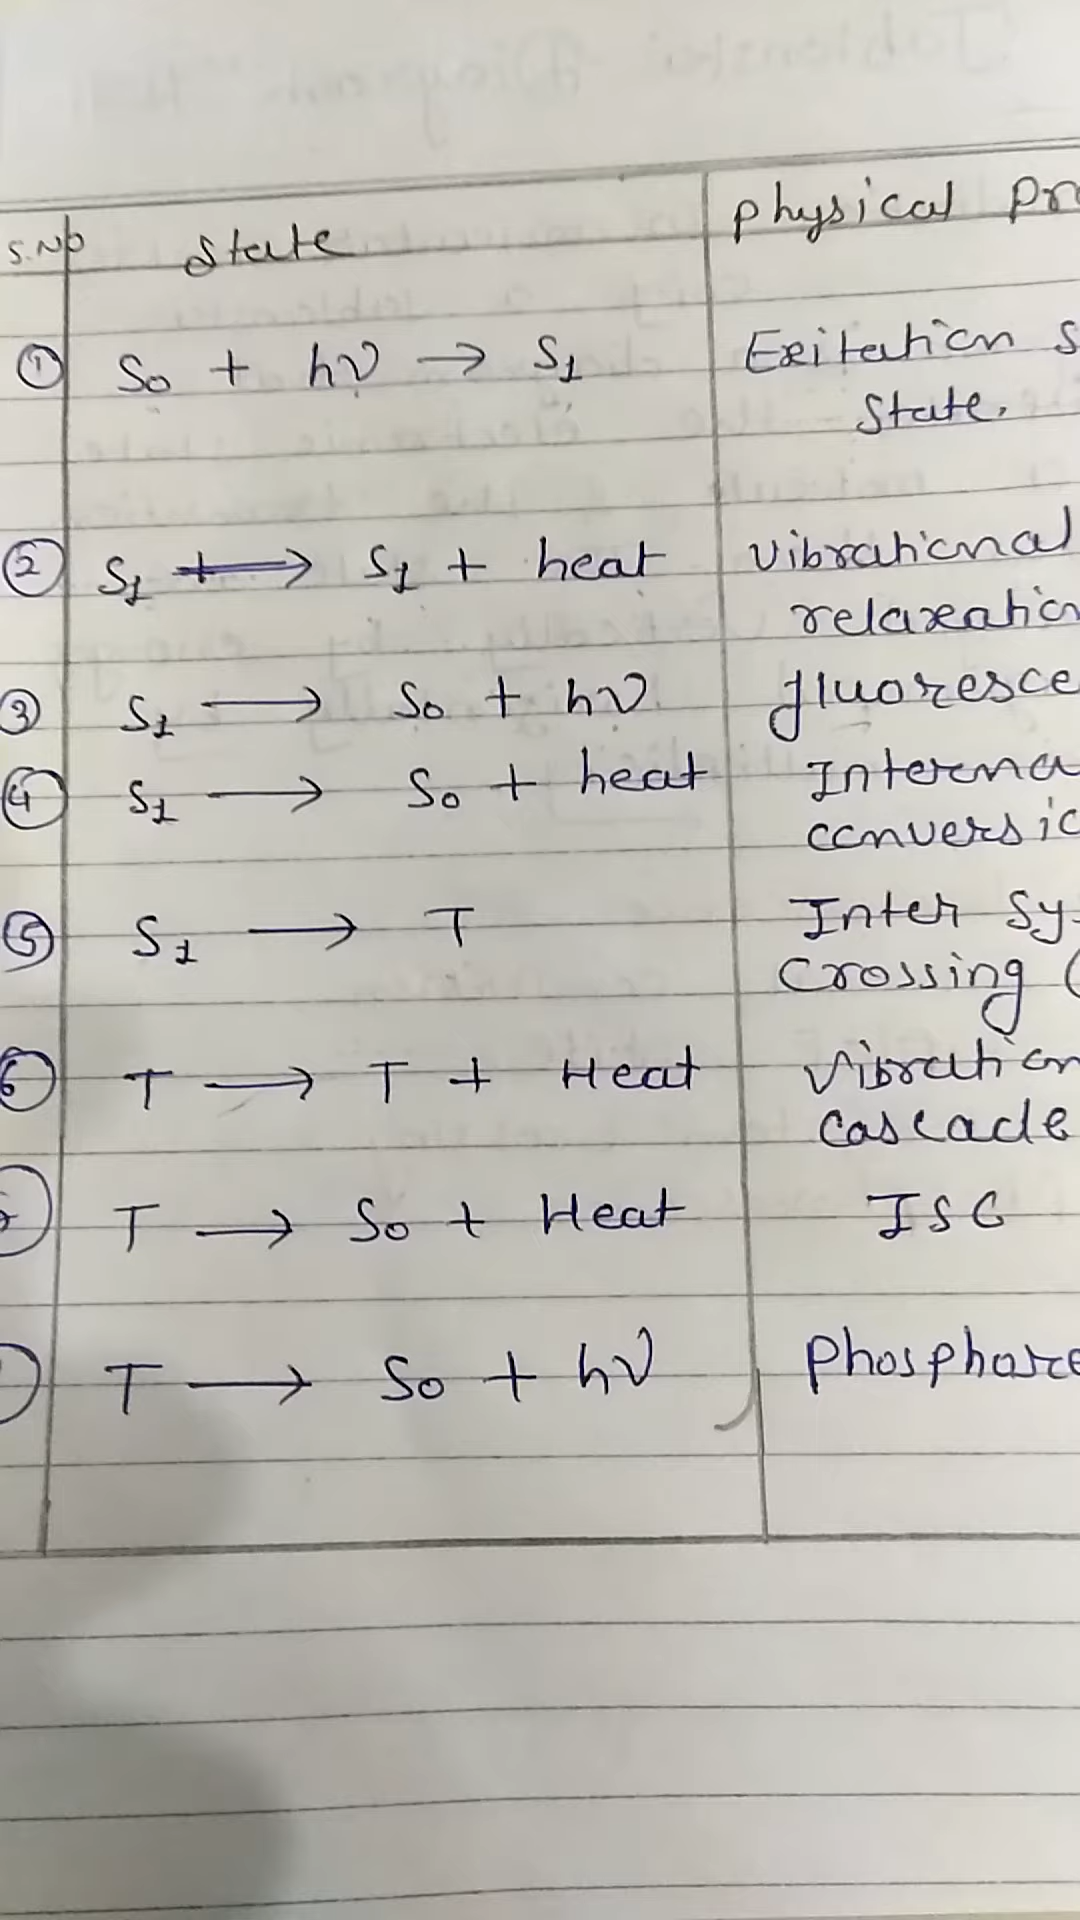 S.No State Physical Pr
① S0 + hν → S1 Exitation S
State.
② S1 → S1 + heat Vibrational
relaxation
③ S1 → S0 + hν fluoresce
④ S1 → S0 + heat Interna
conversic
⑤ S1 → T Inter Sy
Crossing (
6 T → T + Heat Vibration
cascade
T → S0 + Heat ISC
T → S0 + hν Phosphore